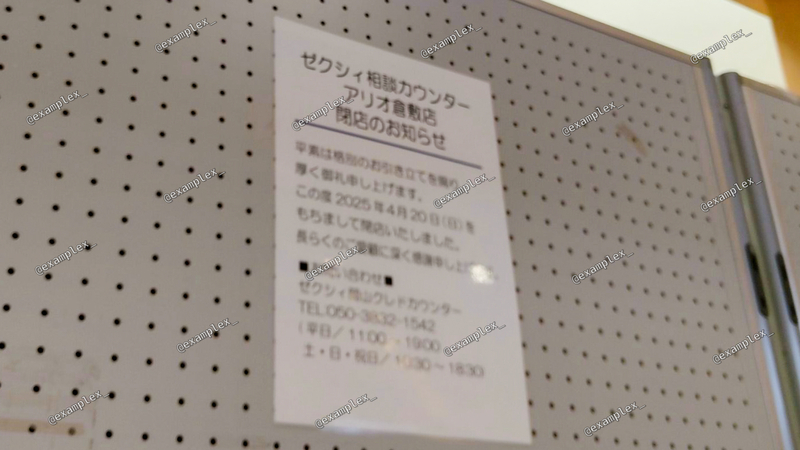 ゼクシィ相談カウンター
アリオ倉敷店
閉店のお知らせ
平素は格別のお引き立てを賜り、
厚く御礼申し上げます。
この度2025年4月20日(日)を
もちまして閉店いたしました。
長らくのご愛顧に深く感謝申し上げ
■お問い合わせ■
ゼクシィ岡山クレドカウンター
TEL:050-3832-1542
(平日/11:00~19:00
土・日・祝日/10:30~18:30)
@examplex_